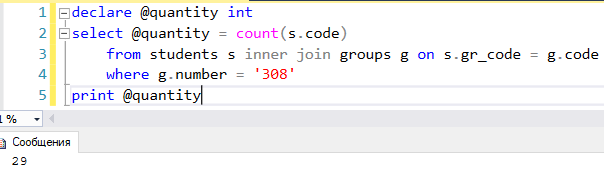 1 declare @quantity int
2 select @quantity = count(s.code)
3 from students s inner join groups g on s.gr_code = g.code
4 where g.number = '308'
5 print @quantity
1 %
Сообщения
29